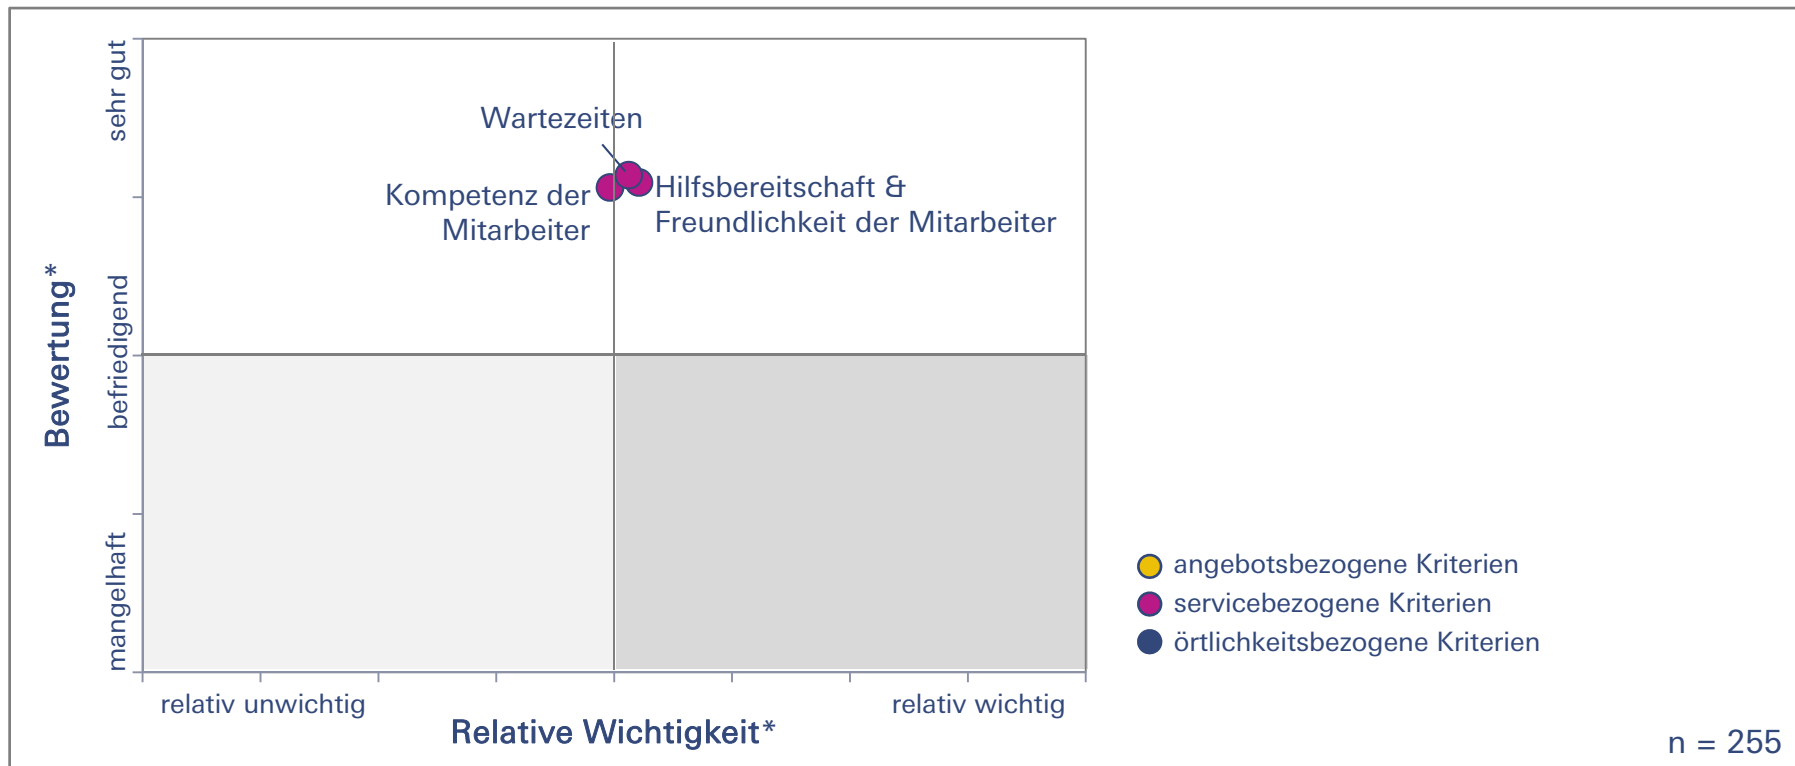 sehr gut
befriedigend
mangelhaft
Bewertung*
Wartezeiten
Kompetenz der
Mitarbeiter
Hilfsbereitschaft &
Freundlichkeit der Mitarbeiter
relativ unwichtig
relativ wichtig
Relative Wichtigkeit*
angebotsbezogene Kriterien
servicebezogene Kriterien
örtlichkeitsbezogene Kriterien
n = 255